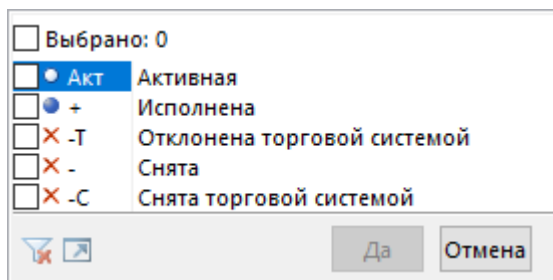 Выбрано: 0
Акт Активная
+ Исполнена
-Т Отклонена торговой системой
- Снята
-С Снята торговой системой
Да Отмена